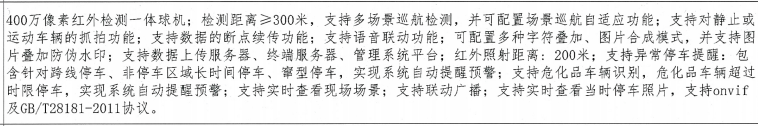 400万像素红外检测一体球机；检测距离≥300米，支持多场景巡航检测，并可配置场景巡航自适应功能；支持对静止或
运动车辆的抓拍功能；支持数据的断点续传功能；支持语音联动功能；可配置多种字符叠加、图片合成模式，并支持图
片叠加防伪水印；支持数据上传服务器、终端服务器、管理系统平台；红外照射距离：200米；支持异常停车提醒：包
含针对跨线停车、非停车区域长时间停车、窜型停车，实现系统自动提醒预警；支持危化品车辆识别，危化品车辆超过
时限停车，实现系统自动提醒预警；支持实时查看现场场景；支持联动广播；支持实时查看当时停车照片，支持onvif
及GB/T28181-2011协议。